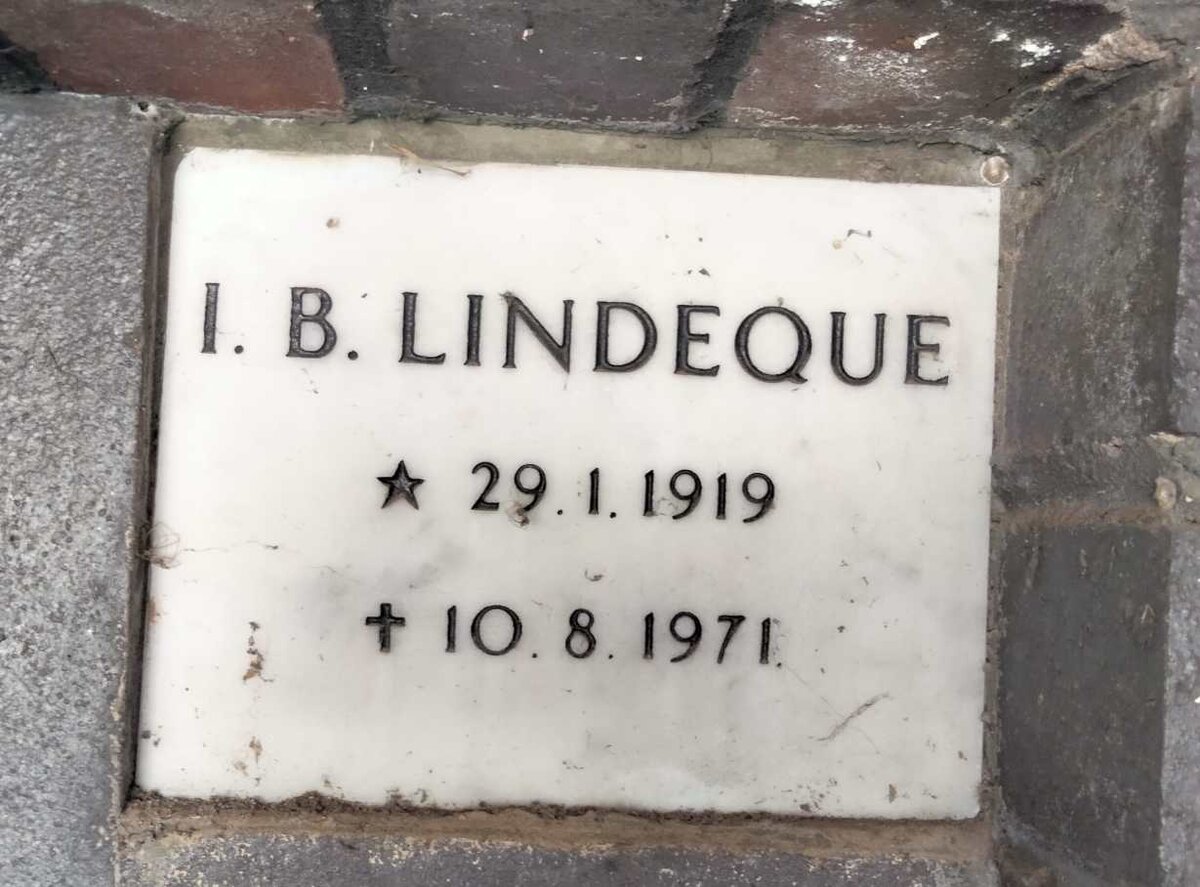 I. B. LINDEQUE
★ 29.1.1919
✝ 10.8.1971.